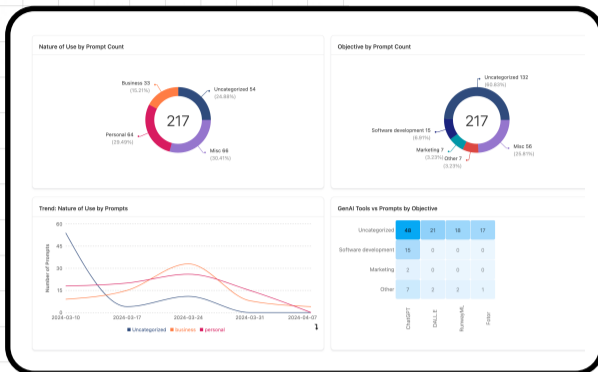 Nature of Use by Prompt Count
Business 33
(15.21%)
Uncategorized 54
(24.88%)
217
Personal 64
(29.49%)
Misc 66
(30.41%)
Objective by Prompt Count
Uncategorized 132
(60.83%)
217
Software development 15
(6.91%)
Marketing 7
(3.23%)
Other 7
(3.23%)
Misc 56
(25.81%)
Trend: Nature of Use by Prompts
Number of Prompts
60
45
30
15
0
2024-03-10
2024-03-17
2024-03-24
2024-03-31
2024-04-07
Uncategorized business personal
GenAI Tools vs Prompts by Objective
Uncategorized 48 21 18 17
Software development 15 0 0 0
Marketing 2 0 0 0
Other 7 2 2 1
ChatGPT
DALL.E
RunwayML